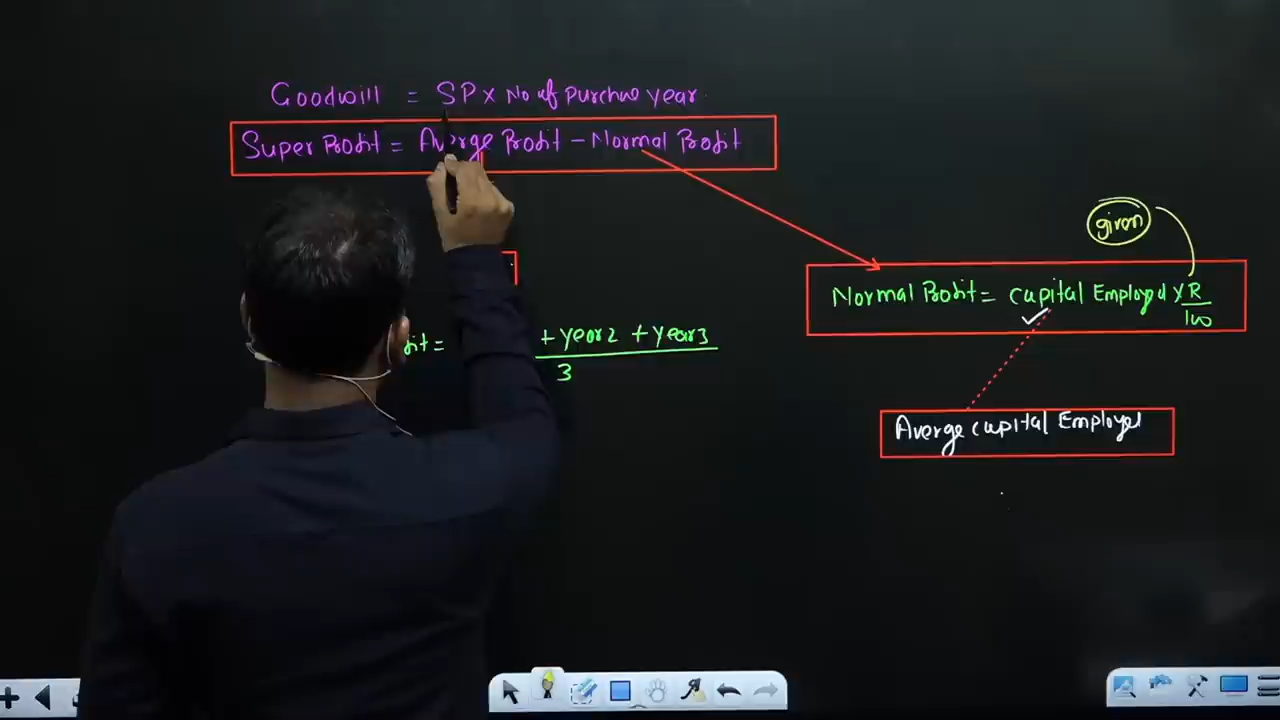 Goodwill = SP x No of Purchase year
Super Profit = Averge Profit - Normal Profit
given
Normal Profit = capital Employed x R
100
= + year2 + year3
3
Averge capital Employed